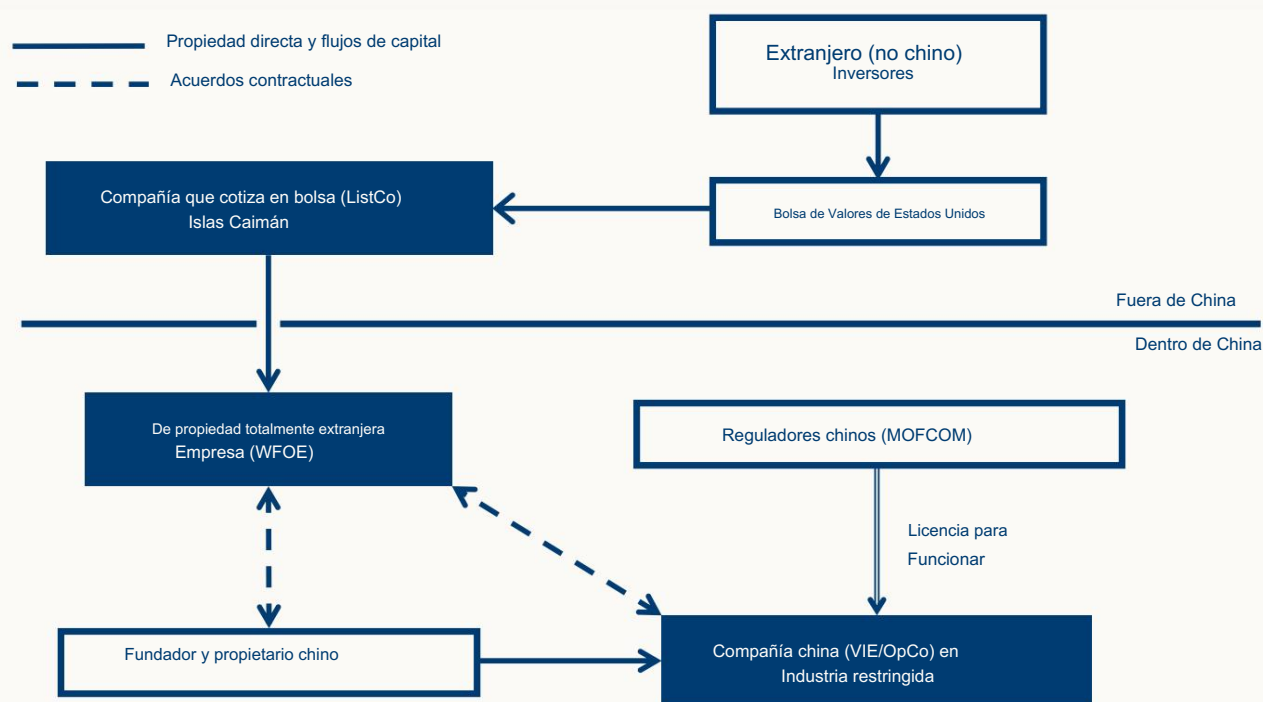 Propiedad directa y flujos de capital
Acuerdos contractuales
Extranjero (no chino)
Inversores
Compañía que cotiza en bolsa (ListCo)
Islas Caimán
Bolsa de Valores de Estados Unidos
Fuera de China
Dentro de China
De propiedad totalmente extranjera
Empresa (WFOE)
Reguladores chinos (MOFCOM)
Licencia para
Funcionar
Fundador y propietario chino
Compañía china (VIE/OpCo) en
Industria restringida